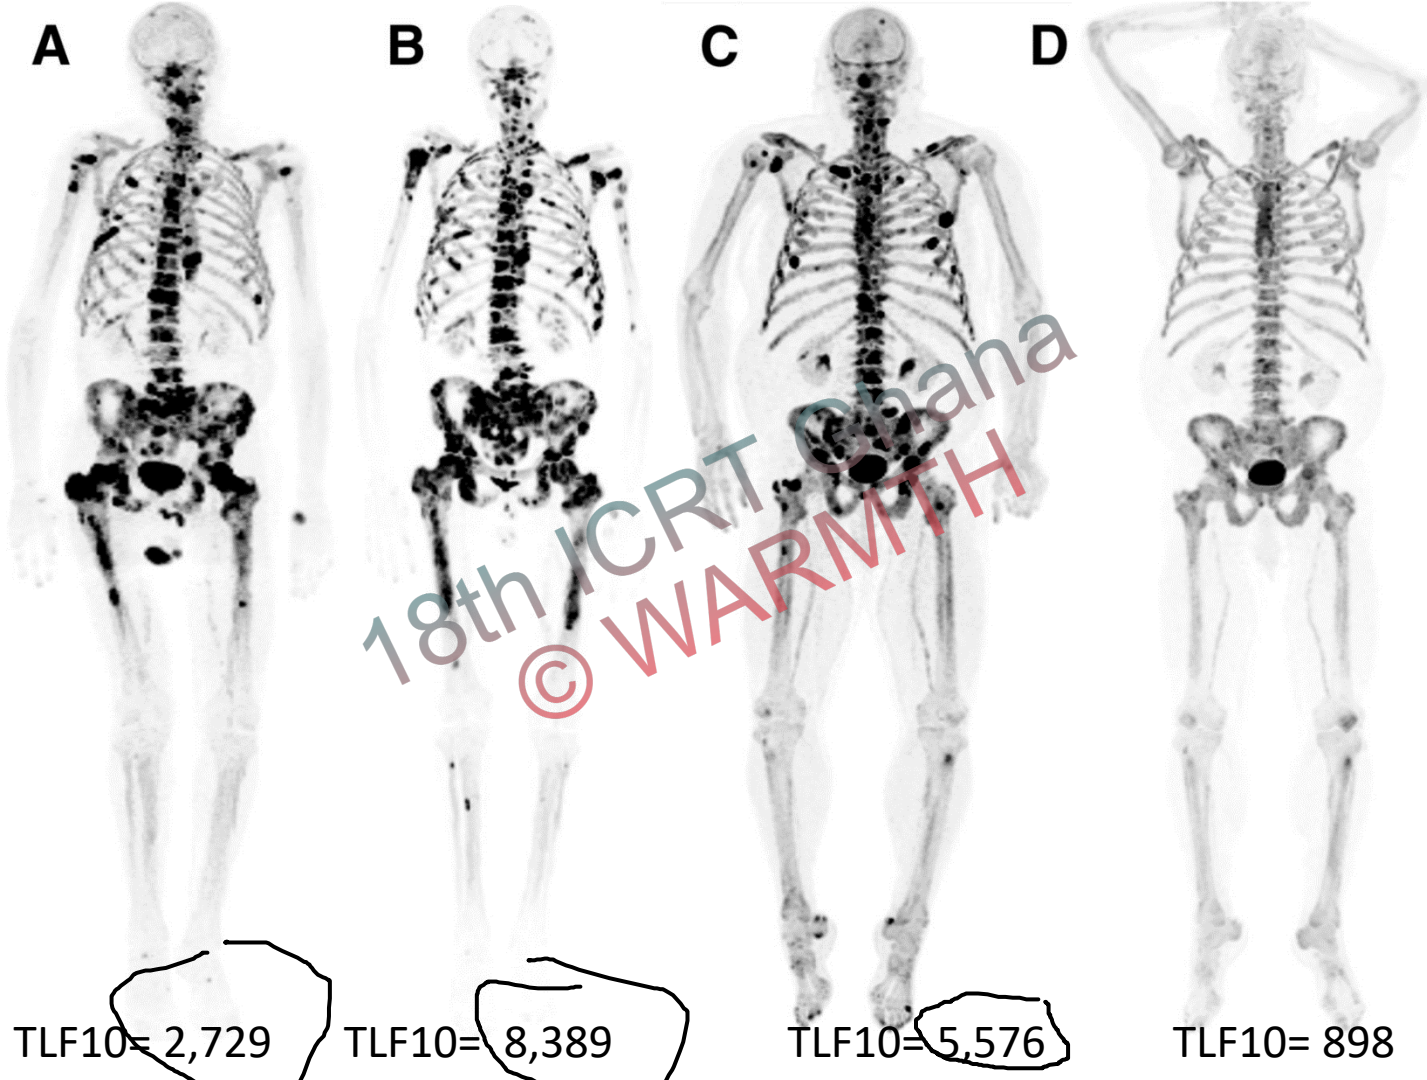 A
B
C
D
18th ICRT Ghana
© WARMTH
TLF10= 2,729
TLF10= 8,389
TLF10= 5,576
TLF10= 898